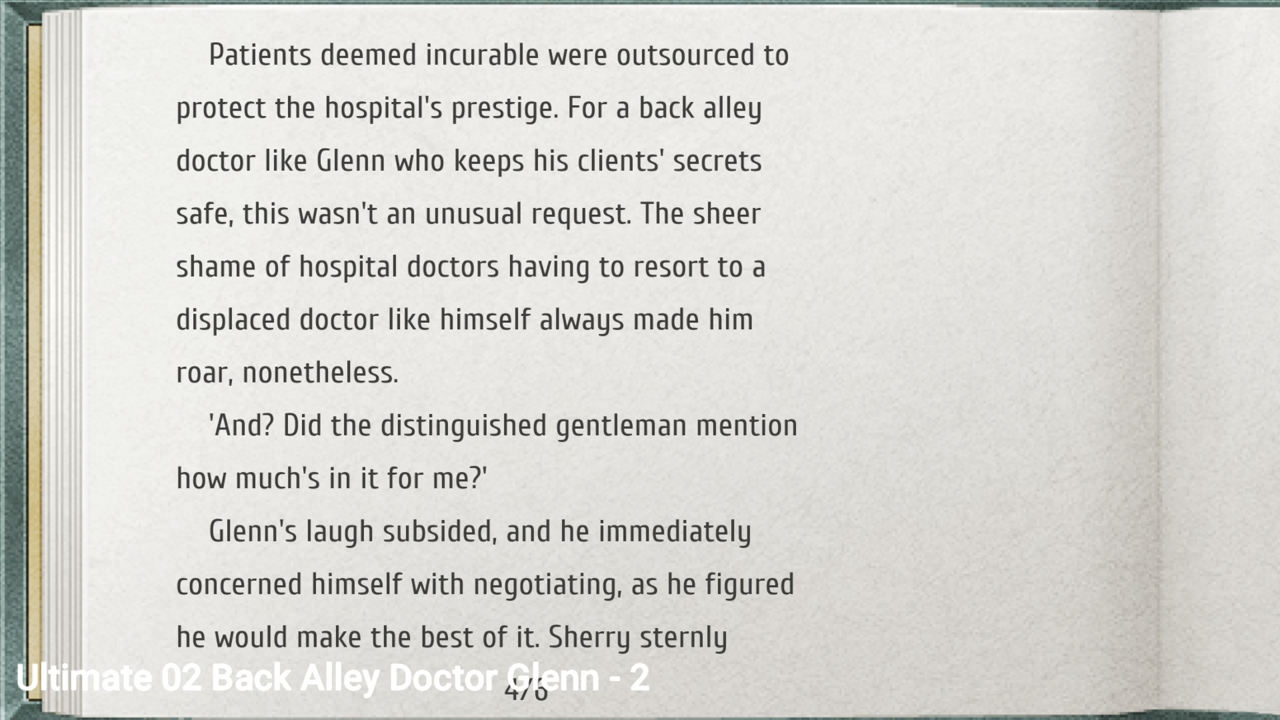 Patients deemed incurable were outsourced to
protect the hospital's prestige. For a back alley
doctor like Glenn who keeps his clients' secrets
safe, this wasn't an unusual request. The sheer
shame of hospital doctors having to resort to a
displaced doctor like himself always made him
roar, nonetheless.
'And? Did the distinguished gentleman mention
how much's in it for me?'
Glenn's laugh subsided, and he immediately
concerned himself with negotiating, as he figured
he would make the best of it. Sherry sternly
Ultimate 02 Back Alley Doctor Glenn - 2
4/6